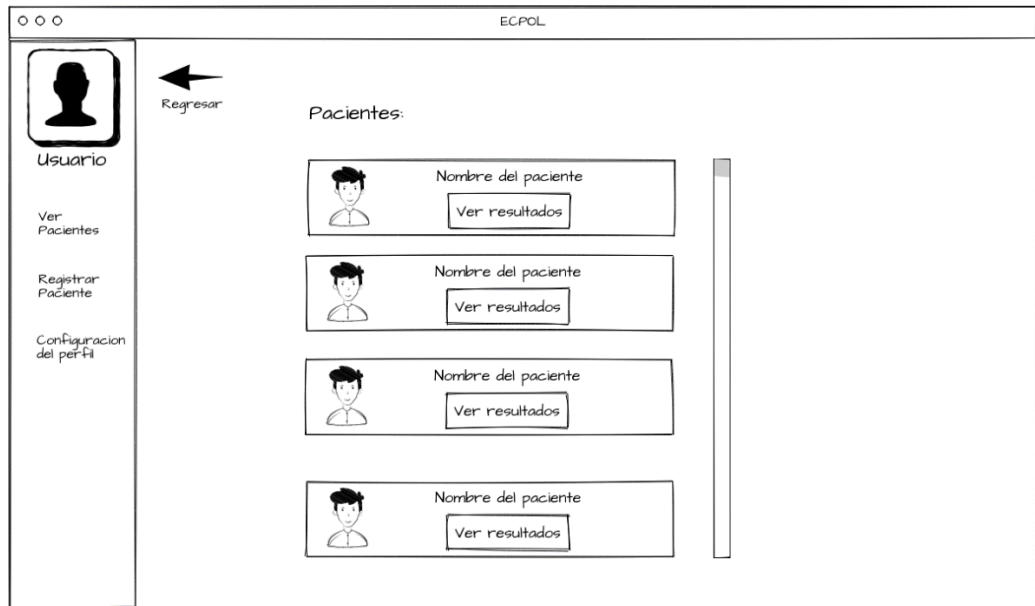 ECPOL
Usuario
Ver
Pacientes
Registrar
Paciente
Configuracion
del perfil
Regresar
Pacientes:
Nombre del paciente
Ver resultados
Nombre del paciente
Ver resultados
Nombre del paciente
Ver resultados
Nombre del paciente
Ver resultados